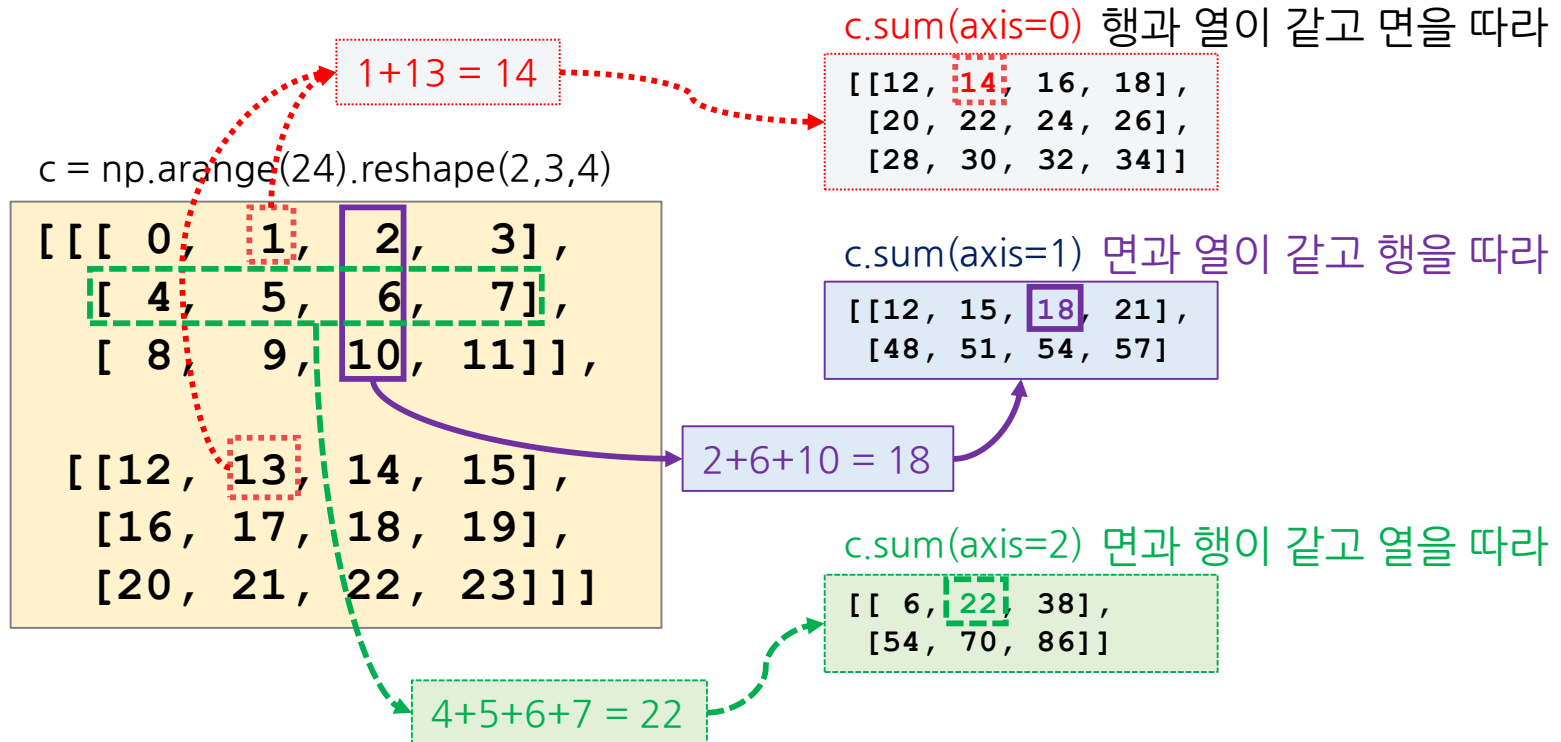 c.sum(axis=0) 행과 열이 같고 면을 따라
1+13 = 14
[[12, 14, 16, 18],
[20, 22, 24, 26],
[28, 30, 32, 34]]
c = np.arange(24).reshape(2,3,4)
[[[ 0, 1, 2, 3],
[ 4, 5, 6, 7],
[ 8, 9, 10, 11]],
[[12, 13, 14, 15],
[16, 17, 18, 19],
[20, 21, 22, 23]]]
c.sum(axis=1) 면과 열이 같고 행을 따라
[[12, 15, 18, 21],
[48, 51, 54, 57]
2+6+10 = 18
c.sum(axis=2) 면과 행이 같고 열을 따라
[[ 6, 22, 38],
[54, 70, 86]]
4+5+6+7 = 22